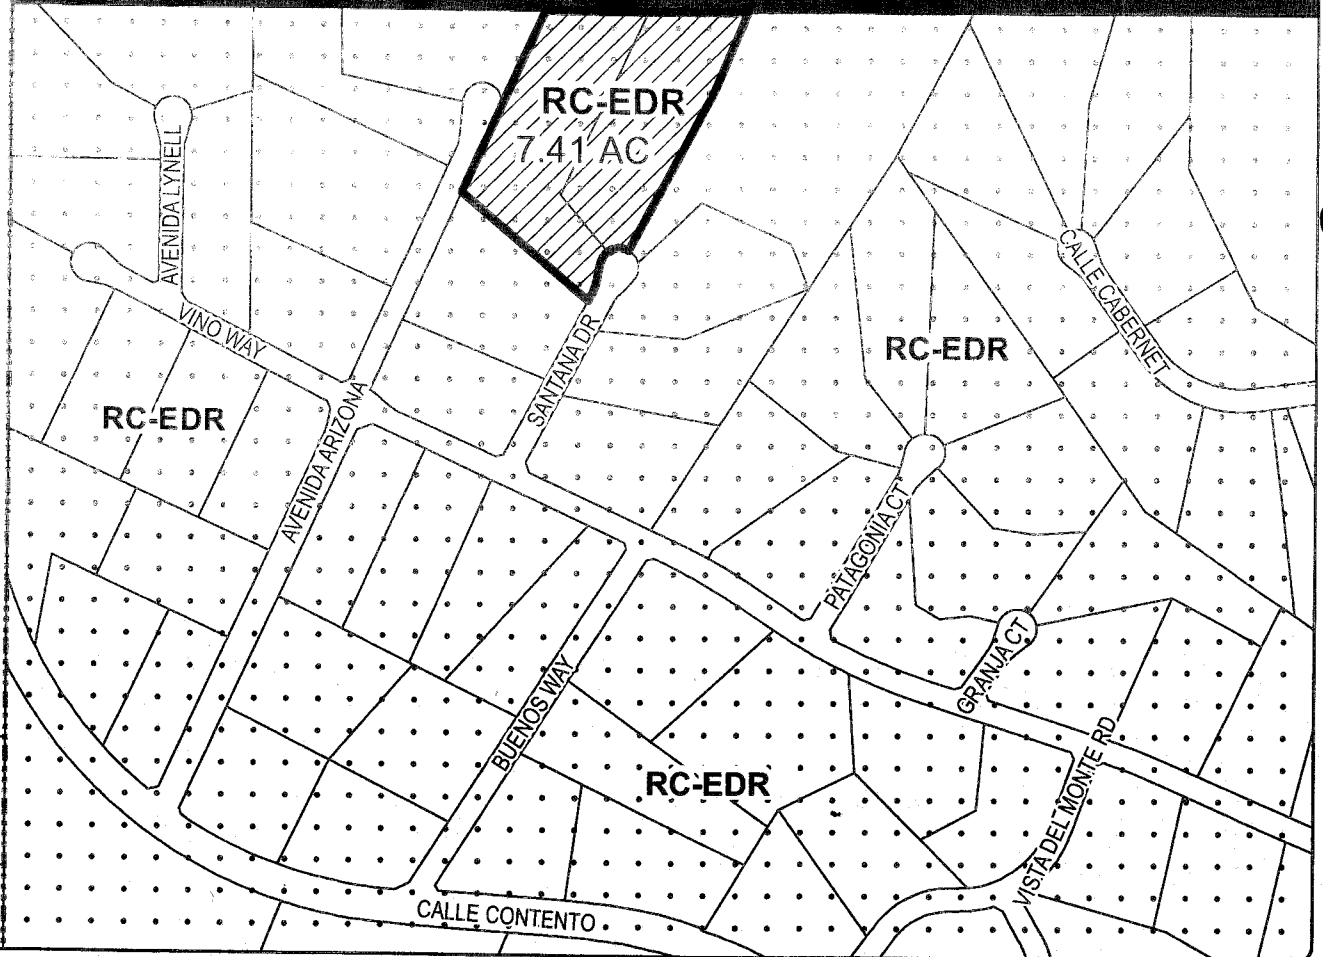 RC-EDR
7.41 AC
AVENIDA LYNELL
CALLE CABERNET
VINO WAY
SANTANA DR
RC-EDR
RC-EDR
AVENIDA ARIZONA
PATAGONIA CT
GRANJA CT
BUENOS WAY
RC-EDR
VISTA DEL MONTE RD
CALLE CONTENTO